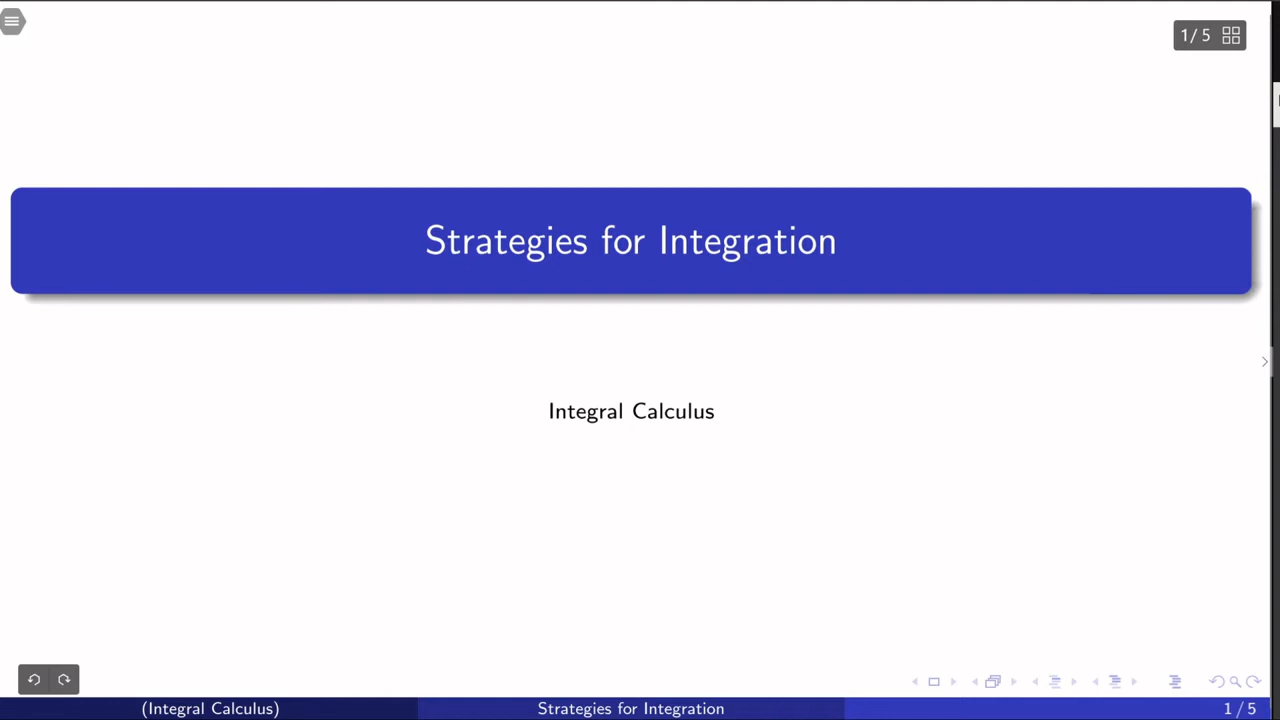 1/5
Strategies for Integration
Integral Calculus
(Integral Calculus)
Strategies for Integration
1 / 5